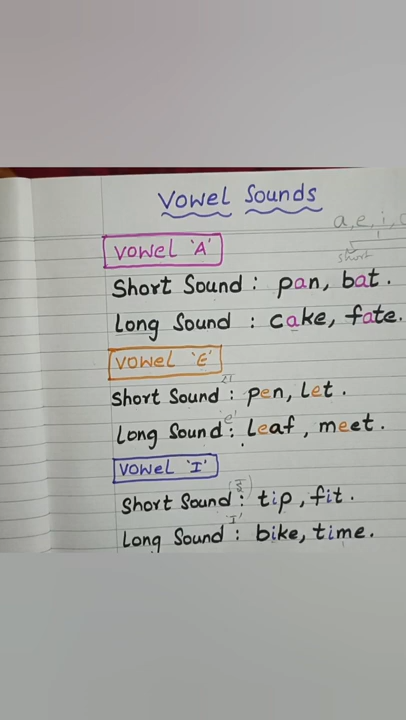 Vowel Sounds
a, e, i,
short
Vowel 'A'
Short Sound : pan, bat.
Long Sound : cake, fate.
Vowel 'E'
Short Sound : pen, Let.
'e'
Long Sound : Leaf, meet.
Vowel 'I'
Short Sound : tip, fit.
'I'
Long Sound : bike, time.